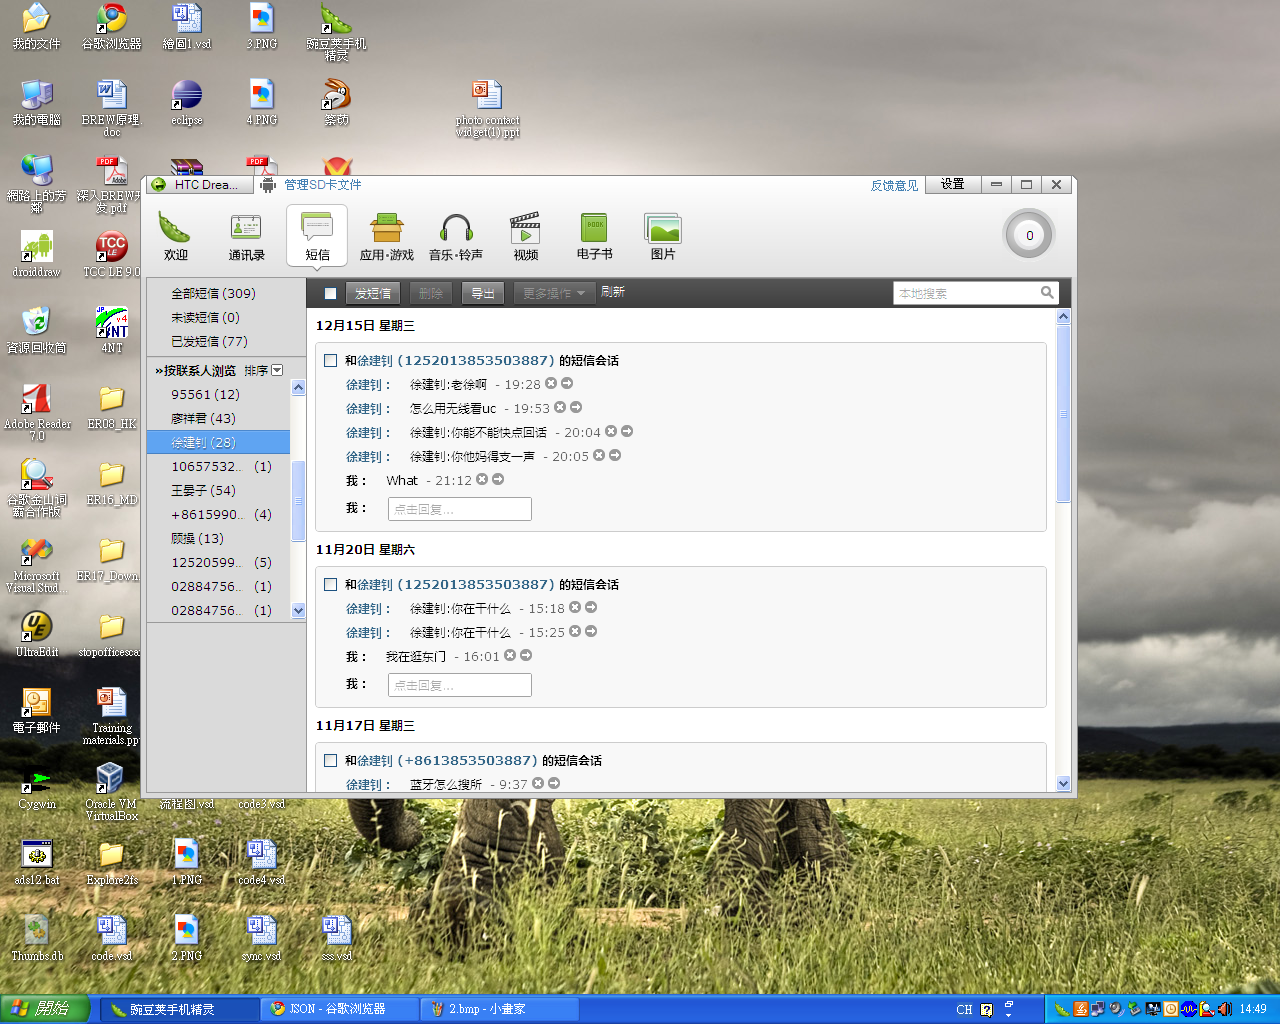 我的文件
谷歌浏览器
繪圖1.vsd
3.PNG
豌豆荚手机
精灵
我的電腦
BREW原理.
doc
eclipse
4.PNG
photo contact
widget(1).ppt
網路上的芳
鄰
深入BREW开
发.pdf
HTC Drea...
管理SD卡文件
反馈意见
设置
欢迎
通讯录
短信
应用·游戏
音乐·铃声
视频
电子书
图片
0
droiddraw
TCC LE 9.0
全部短信 (309)
未读短信 (0)
已发短信 (77)
发短信
删除
导出
更多操作
刷新
本地搜索
資源回收筒
4NT
»按联系人浏览
排序
95561 (12)
廖祥君 (43)
徐建钊 (28)
10657532.. (1)
王晏子 (54)
+8615990... (4)
顾操 (13)
12520599... (5)
02884756.. (1)
02884756.. (1)
12月15日 星期三
和徐建钊 (1252013853503887) 的短信会话
徐建钊： 徐建钊:老徐啊 - 19:28
徐建钊： 怎么用无线看uc - 19:53
徐建钊： 徐建钊:你能不能快点回话 - 20:04
徐建钊： 徐建钊:你他妈得支一声 - 20:05
我： What - 21:12
我： 点击回复...
11月20日 星期六
和徐建钊 (1252013853503887) 的短信会话
徐建钊： 徐建钊:你在干什么 - 15:18
徐建钊： 徐建钊:你在干什么 - 15:25
我： 我在逛东门 - 16:01
我： 点击回复...
11月17日 星期三
和徐建钊 (+8613853503887) 的短信会话
徐建钊： 蓝牙怎么搜所 - 9:37
Adobe Reader
7.0
ER08_HK
谷歌金山词
霸合作版
ER16_MD
Microsoft
Visual Stud...
ER17_Down.
UltraEdit
stopofficesca
電子郵件
Training
materials.pp
Cygwin
Oracle VM
VirtualBox
流程图.vsd
code3.vsd
ads12.bat
Explore2fs
1.PNG
code4.vsd
Thumbs.db
code.vsd
2.PNG
sync.vsd
sss.vsd
開始
豌豆荚手机精灵
JSON - 谷歌浏览器
2.bmp - 小畫家
CH
14:49